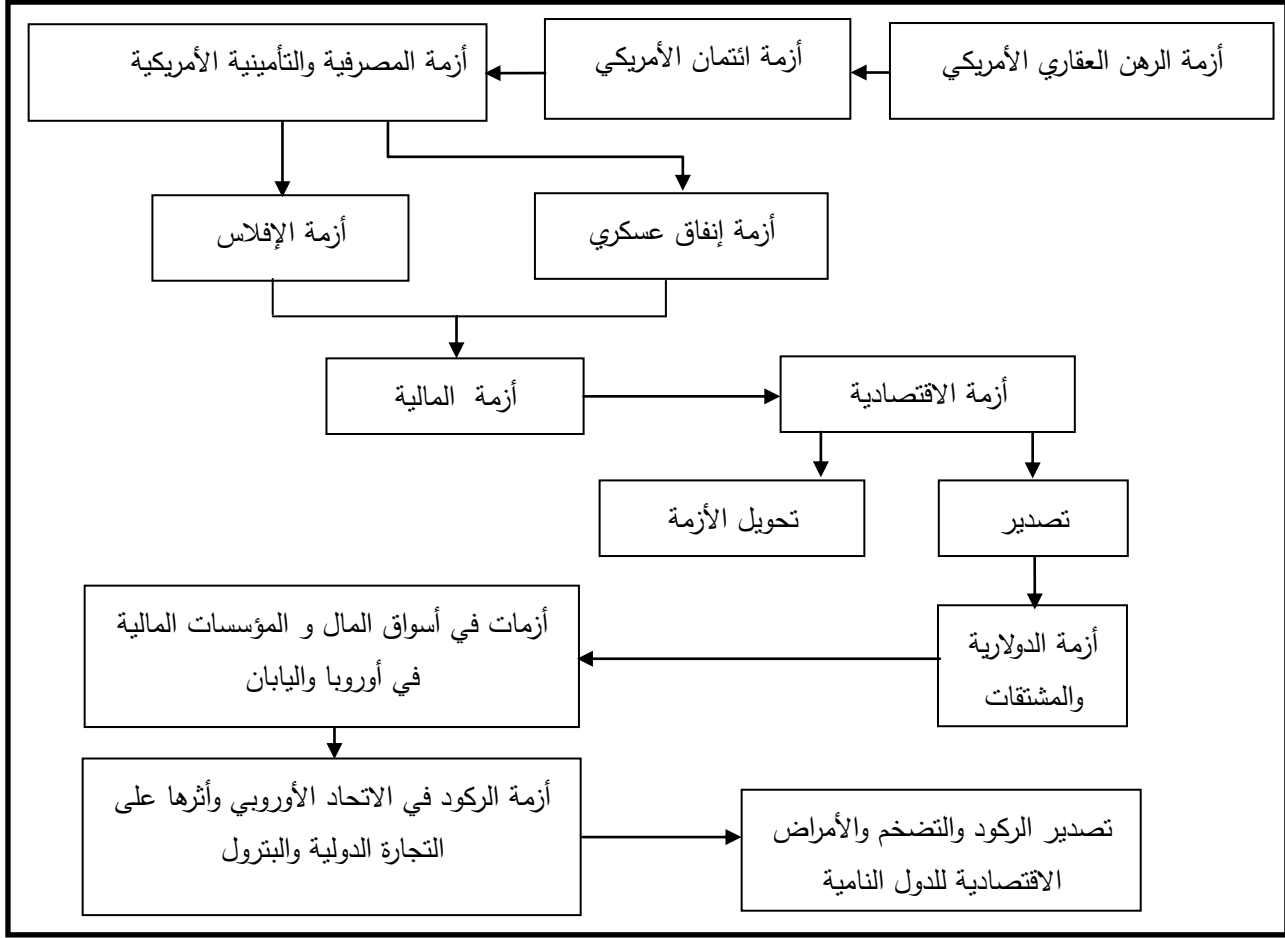 أزمة الرهن العقاري الأمريكي
أزمة ائتمان الأمريكي
أزمة المصرفية والتأمينية الأمريكية
أزمة إنفاق عسكري
أزمة الإفلاس
أزمة المالية
أزمة الاقتصادية
تحويل الأزمة
تصدير
أزمة الدولارية
والمشتقات
أزمات في أسواق المال و المؤسسات المالية
في أوروبا واليابان
أزمة الركود في الاتحاد الأوروبي وأثرها على
التجارة الدولية والبترول
تصدير الركود والتضخم والأمراض
الاقتصادية للدول النامية